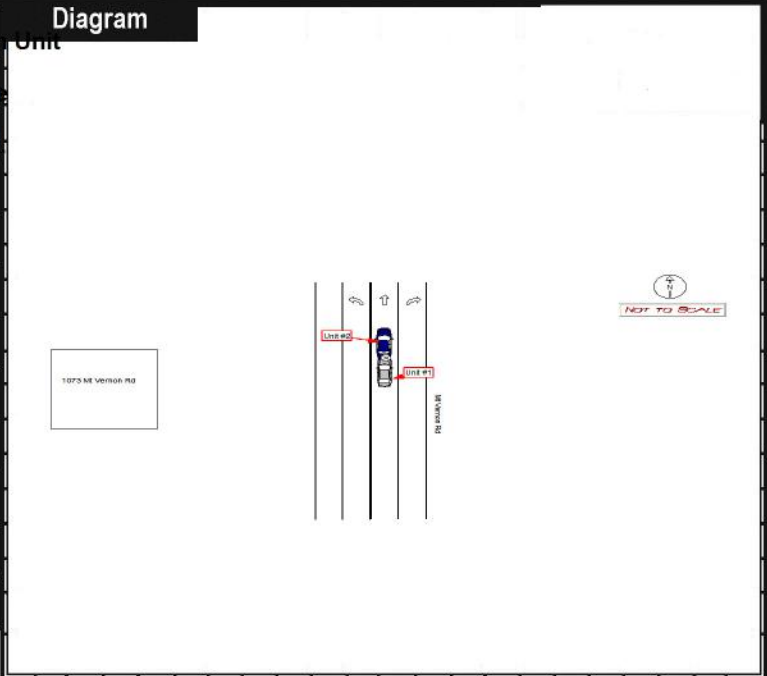 Diagram
Unit
N
NOT TO SCALE
Unit #2
1073 Mt Vernon Rd
Unit #1
Mt Vernon Rd